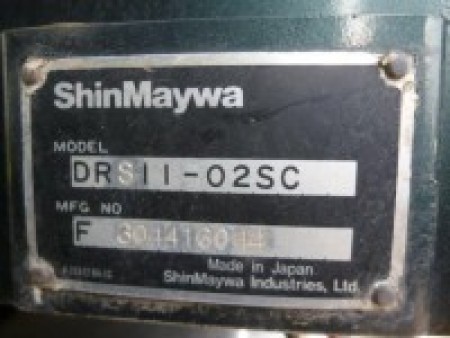 ShinMaywa
MODEL
DRS11-02SC
MFG NO
F
Made in Japan
ShinMaywa Industries, Ltd.